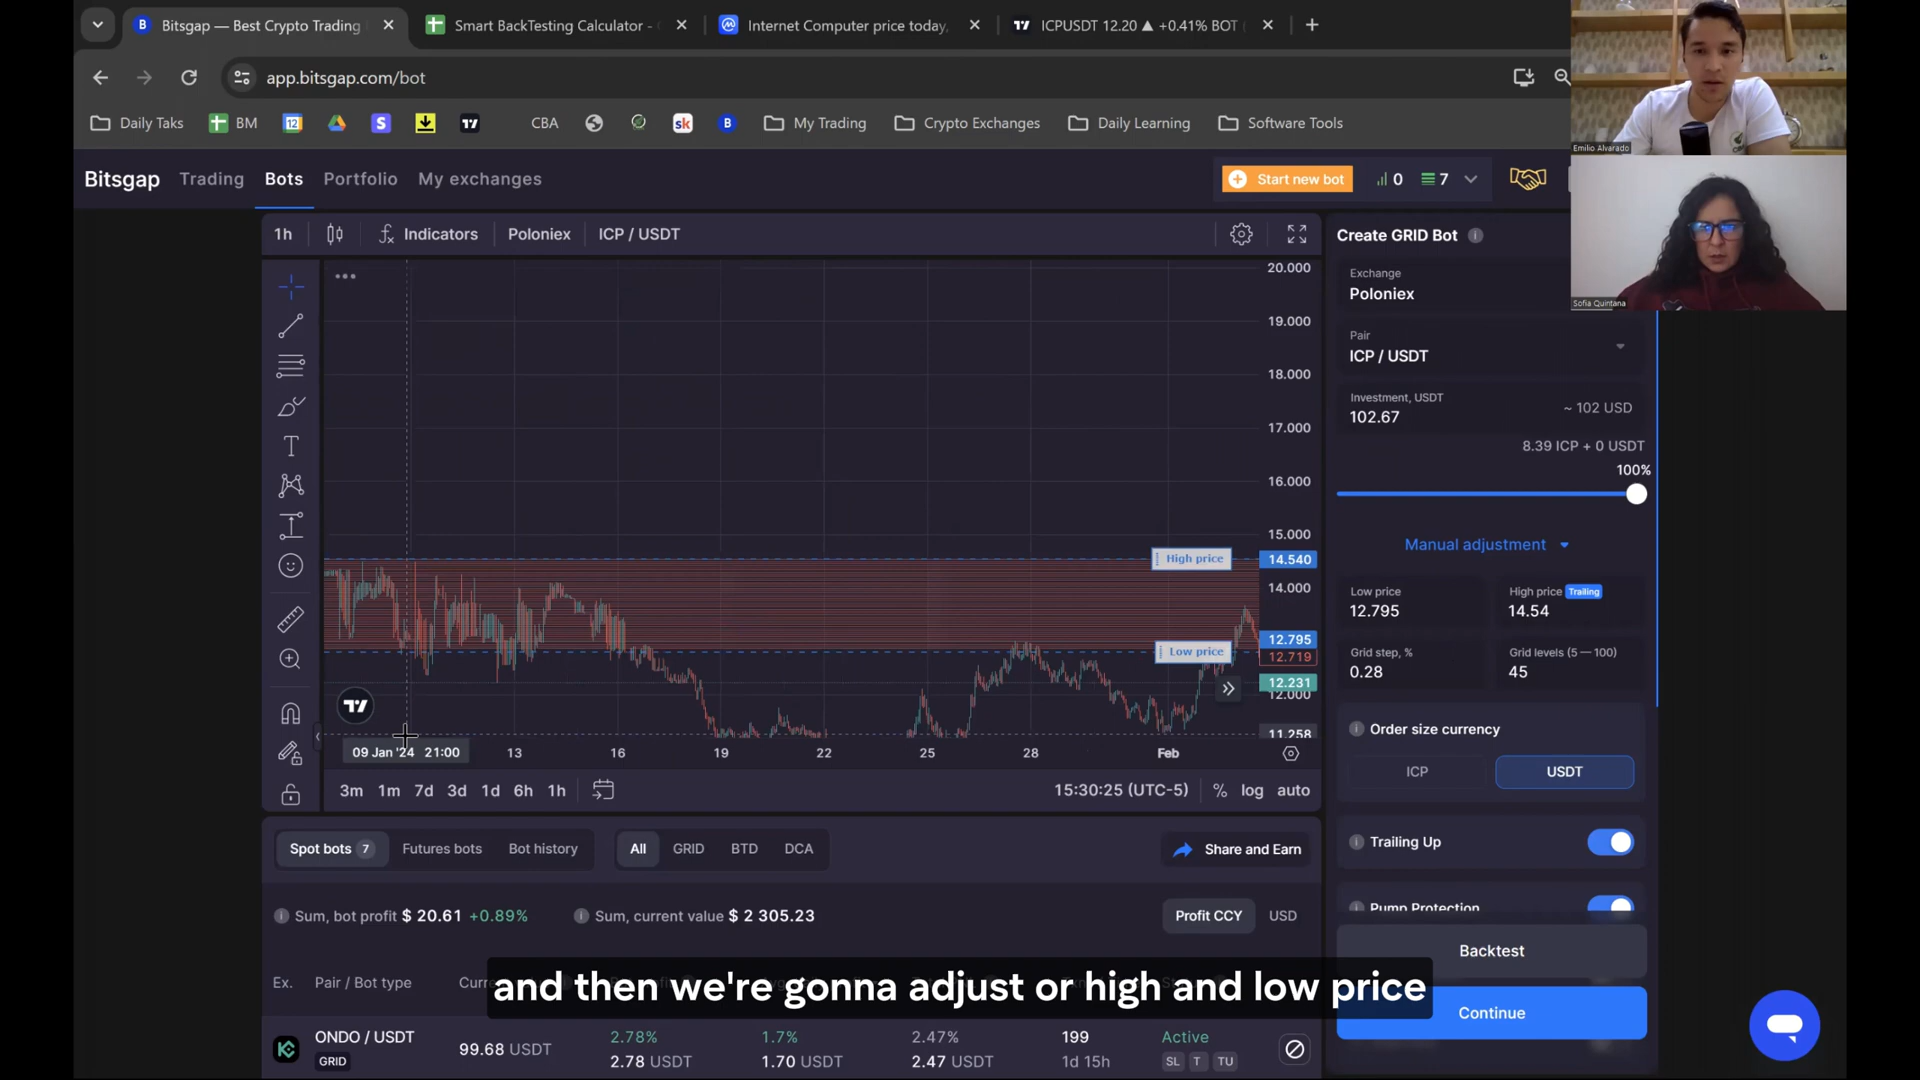 Bitsgap — Best Crypto Trading
Smart BackTesting Calculator -
Internet Computer price today,
ICPUSDT 12.20 ▲ +0.41% BOT
app.bitsgap.com/bot
Daily Taks
BM
CBA
My Trading
Crypto Exchanges
Daily Learning
Software Tools
Emilio Alvarado
Sofia Quintana
Bitsgap
Trading
Bots
Portfolio
My exchanges
Start new bot
0
7
1h
Indicators
Poloniex
ICP / USDT
20.000
19.000
18.000
17.000
16.000
15.000
High price
14.540
14.000
12.795
Low price
12.719
12.231
12.000
11.258
09 Jan '24 21:00
13
16
19
22
25
28
Feb
3m
1m
7d
3d
1d
6h
1h
15:30:25 (UTC-5)
%
log
auto
Create GRID Bot
Exchange
Poloniex
Pair
ICP / USDT
Investment, USDT
102.67
~ 102 USD
8.39 ICP + 0 USDT
100%
Manual adjustment
Low price
12.795
High price Trailing
14.54
Grid step, %
0.28
Grid levels (5 — 100)
45
Order size currency
ICP
USDT
Trailing Up
Pump Protection
Backtest
Continue
Spot bots 7
Futures bots
Bot history
All
GRID
BTD
DCA
Share and Earn
Sum, bot profit $ 20.61 +0.89%
Sum, current value $ 2 305.23
Profit CCY
USD
Ex.
Pair / Bot type
and then we're gonna adjust or high and low price
ONDO / USDT
GRID
99.68 USDT
2.78%
2.78 USDT
1.7%
1.70 USDT
2.47%
2.47 USDT
199
1d 15h
Active
SL
T
TU